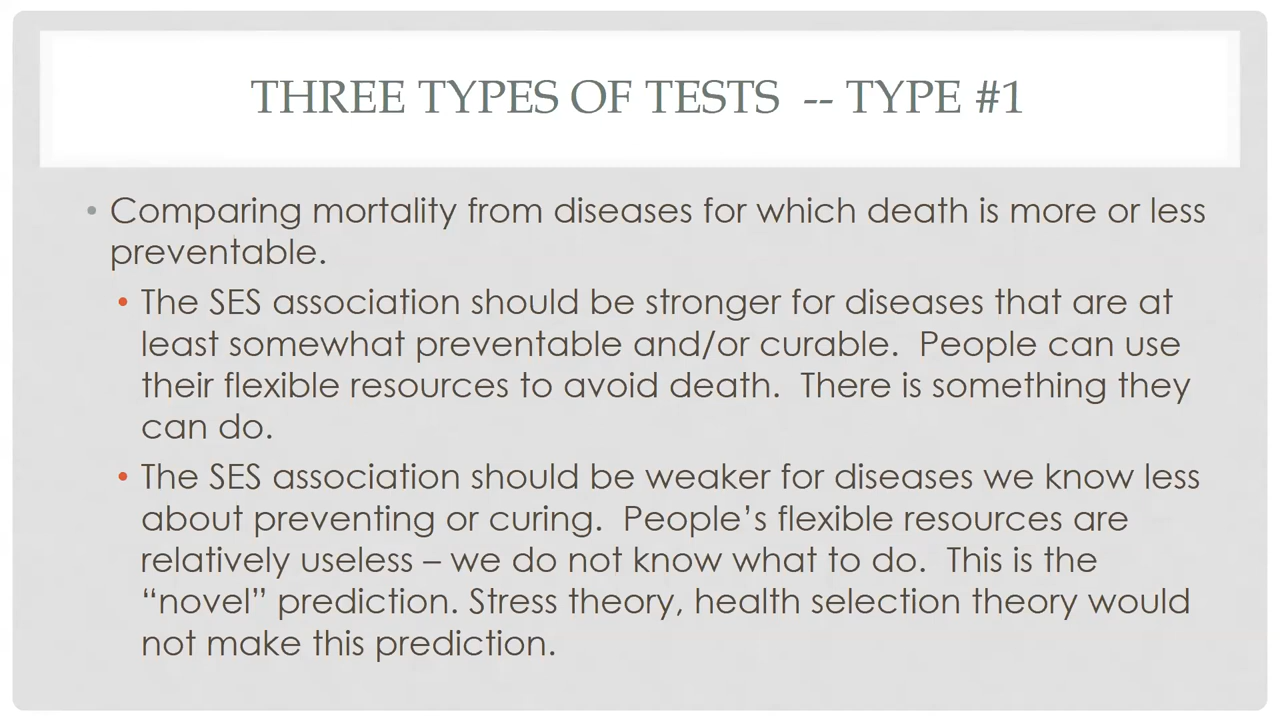 THREE TYPES OF TESTS -- TYPE #1
• Comparing mortality from diseases for which death is more or less
preventable.
• The SES association should be stronger for diseases that are at
least somewhat preventable and/or curable. People can use
their flexible resources to avoid death. There is something they
can do.
• The SES association should be weaker for diseases we know less
about preventing or curing. People’s flexible resources are
relatively useless – we do not know what to do. This is the
“novel” prediction. Stress theory, health selection theory would
not make this prediction.